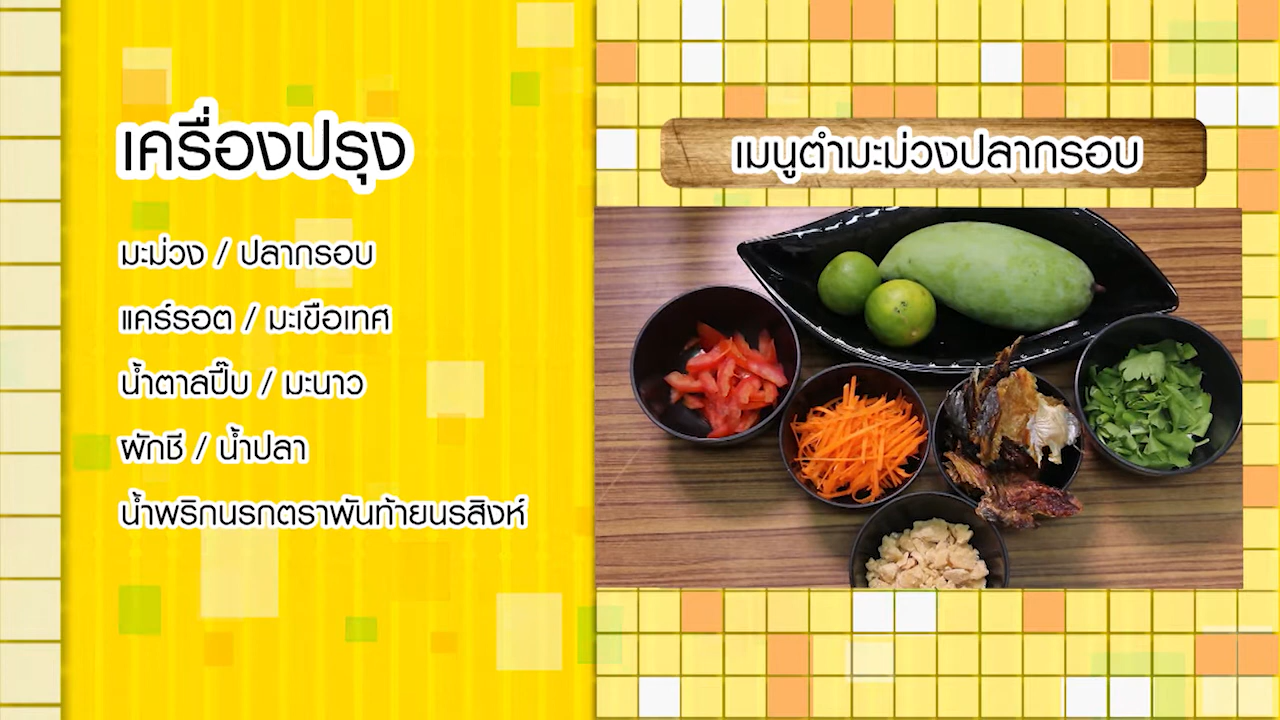 เครื่องปรุง
มะม่วง / ปลากรอบ
แคร์รอต / มะเขือเทศ
น้ำตาลปี๊บ / มะนาว
ผักชี / น้ำปลา
น้ำพริกนรกตราพันท้ายนรสิงห์
เมนูตำมะม่วงปลากรอบ